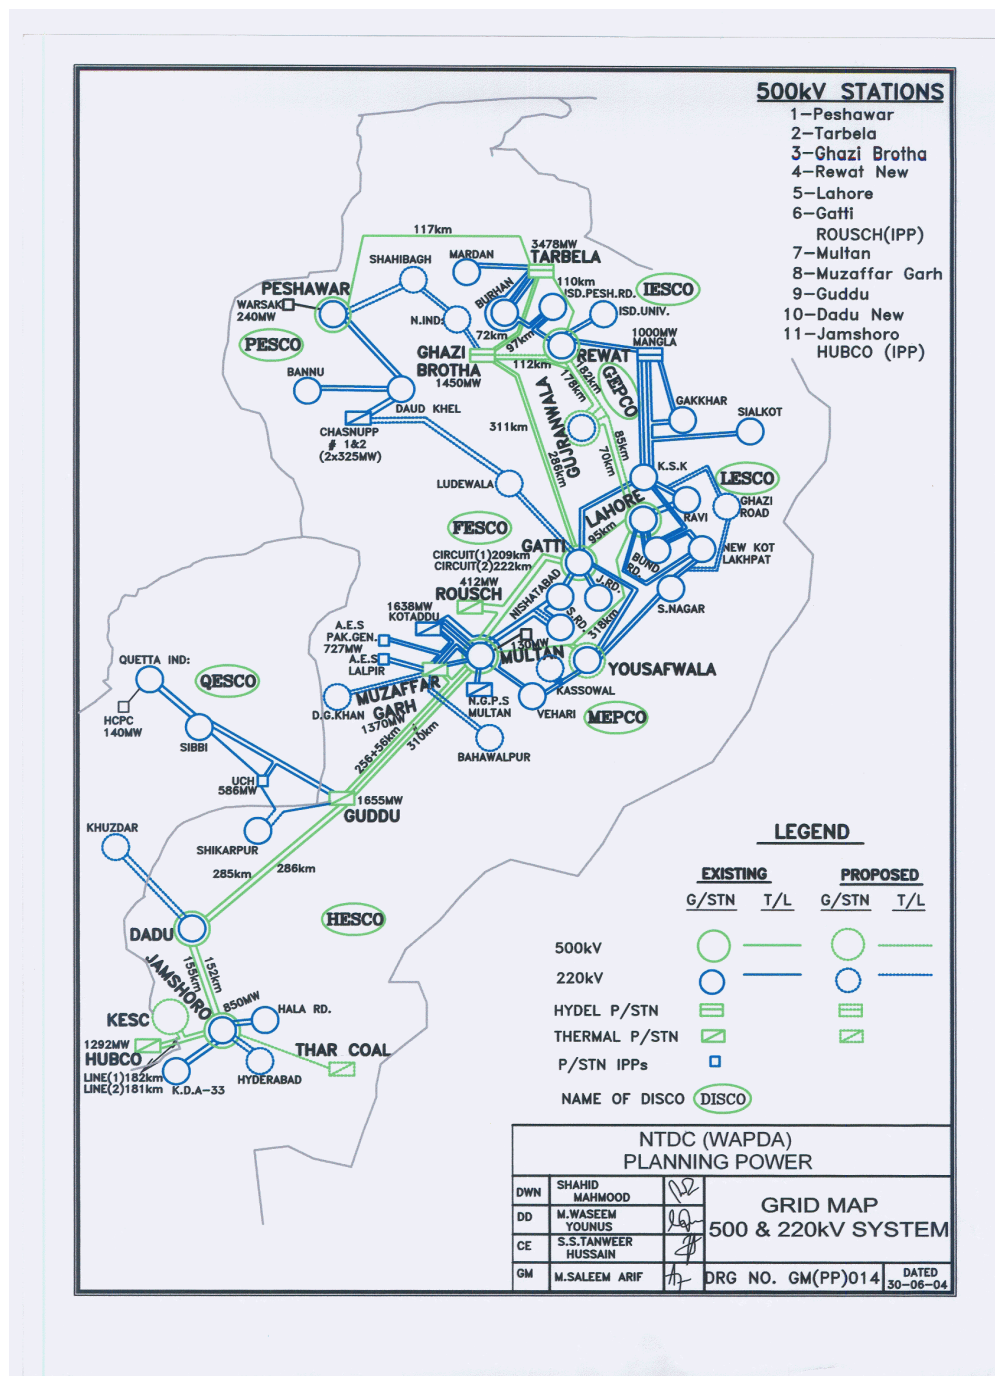 500kV STATIONS
1-Peshawar
2-Tarbela
3-Ghazi Brotha
4-Rewat New
5-Lahore
6-Gatti
ROUSCH(IPP)
7-Multan
8-Muzaffar Garh
9-Guddu
10-Dadu New
11-Jamshoro
HUBCO (IPP)
117km
MARDAN
3478MW
TARBELA
SHAHIBAGH
110km
IESCO
PESHAWAR
BURHAN
ISD.PESH.RD.
WARSAK
240MW
N.IND:
ISD.UNIV.
72km
97km
1000MW
MANGLA
PESCO
GHAZI
BROTHA
1450MW
REWAT
112km
182km
178km
GEPCO
BANNU
DAUD KHEL
GAKKHAR
SIALKOT
CHASNUPP
# 1&2
(2x325MW)
311km
GUJRANWALA
286km
85km
70km
K.S.K
LUDEWALA
LESCO
LAHORE
RAVI
GHAZI
ROAD
FESCO
95km
GATTI
CIRCUIT(1)209km
CIRCUIT(2)222km
BUND
RD.
NEW KOT
LAKHPAT
412MW
ROUSCH
NISHATABAD
J.RD.
S.NAGAR
1638MW
KOTADDU
S.RD.
318km
A.E.S
PAK.GEN.
727MW
130MW
A.E.S
LALPIR
MULTAN
YOUSAFWALA
QUETTA IND:
QESCO
KASSOWAL
MUZAFFAR
GARH
1370MW
D.G.KHAN
N.G.P.S
MULTAN
VEHARI
MEPCO
HCPC
140MW
SIBBI
256+56km
310km
BAHAWALPUR
UCH
586MW
1655MW
GUDDU
KHUZDAR
SHIKARPUR
285km
286km
HESCO
DADU
JAMSHORO
155km
152km
850MW
HALA RD.
KESC
1292MW
HUBCO
THAR COAL
LINE(1)182km
LINE(2)181km
K.D.A-33
HYDERABAD
LEGEND
EXISTING PROPOSED
G/STN T/L G/STN T/L
500kV
220kV
HYDEL P/STN
THERMAL P/STN
P/STN IPPs
NAME OF DISCO DISCO
NTDC (WAPDA)
PLANNING POWER
DWN SHAHID
MAHMOOD
DD M.WASEEM
YOUNUS
CE S.S.TANWEER
HUSSAIN
GM M.SALEEM ARIF
GRID MAP
500 & 220kV SYSTEM
DRG NO. GM(PP)014
DATED
30-06-04